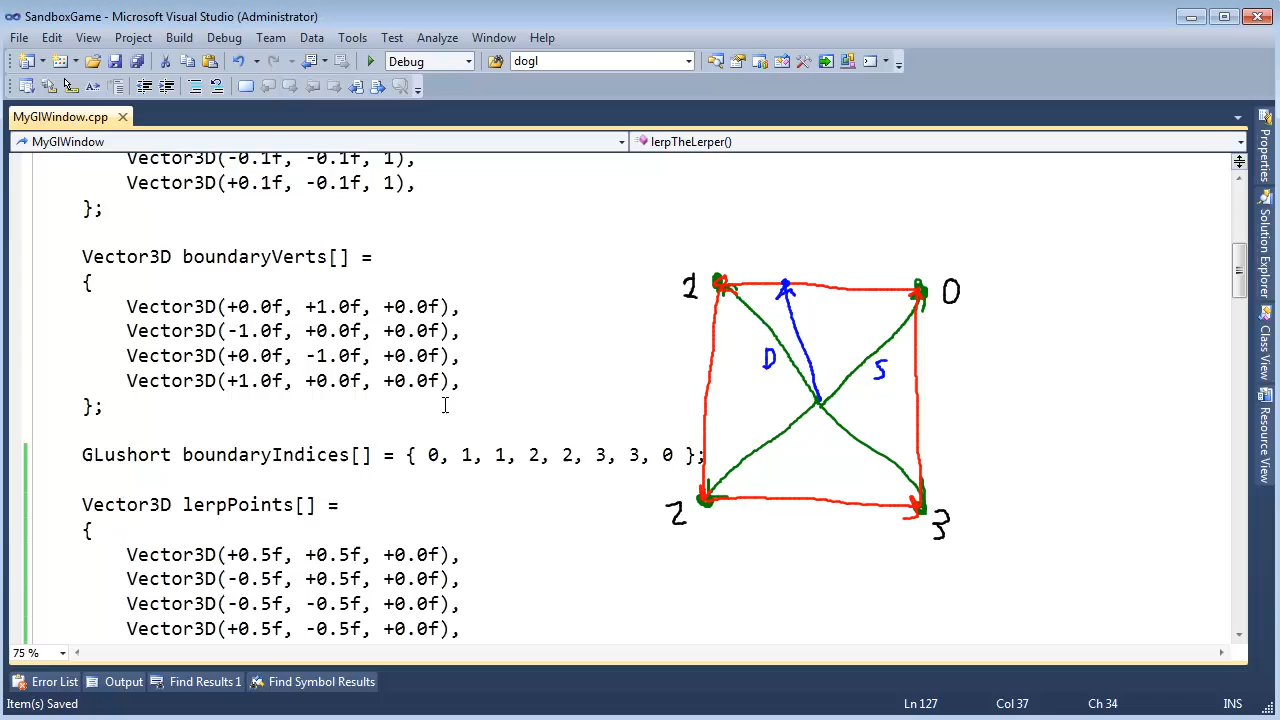 SandboxGame - Microsoft Visual Studio (Administrator)
File Edit View Project Build Debug Team Data Tools Test Analyze Window Help
Debug dogl
MyGlWindow.cpp
MyGlWindow lerpTheLerper()
Vector3D(-0.1f, -0.1f, 1),
Vector3D(+0.1f, -0.1f, 1),
};
Vector3D boundaryVerts[] =
{
Vector3D(+0.0f, +1.0f, +0.0f),
Vector3D(-1.0f, +0.0f, +0.0f),
Vector3D(+0.0f, -1.0f, +0.0f),
Vector3D(+1.0f, +0.0f, +0.0f),
};
GLushort boundaryIndices[] = { 0, 1, 1, 2, 2, 3, 3, 0 };
Vector3D lerpPoints[] =
{
Vector3D(+0.5f, +0.5f, +0.0f),
Vector3D(-0.5f, +0.5f, +0.0f),
Vector3D(-0.5f, -0.5f, +0.0f),
Vector3D(+0.5f, -0.5f, +0.0f),
1 0
D S
2 3
Properties
Solution Explorer
Class View
Resource View
75 %
Error List Output Find Results 1 Find Symbol Results
Item(s) Saved Ln 127 Col 37 Ch 34 INS